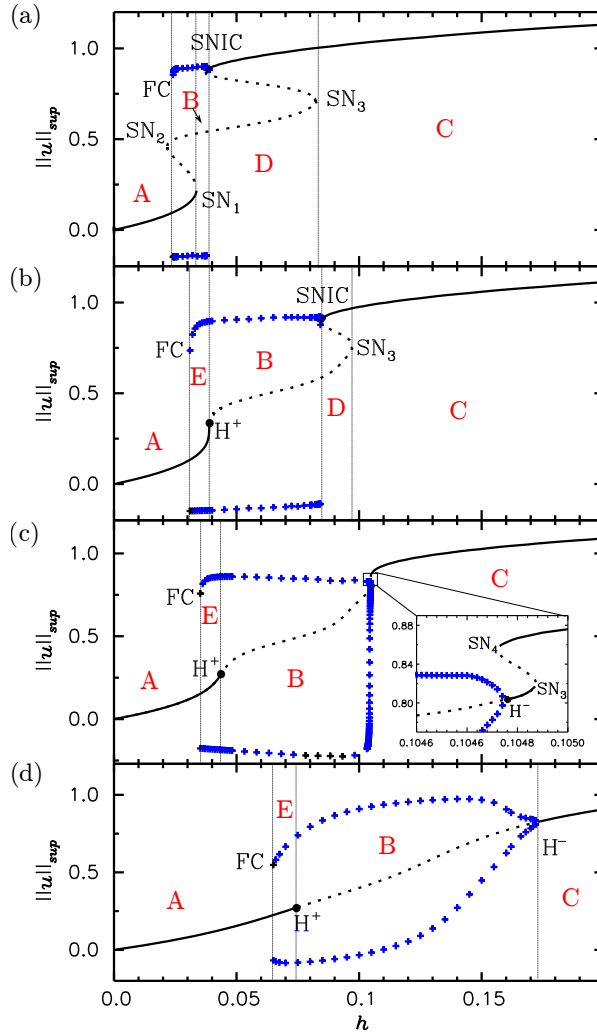 (a)
SNIC
1.0
FC
B
SN3
C
||u||sup
0.5
SN2
D
A
SN1
0.0
(b)
SNIC
1.0
FC
SN3
B
||u||sup
E
0.5
D
C
A
H+
0.0
(c)
1.0
C
FC
E
0.88
SN4
||u||sup
0.5
0.84
A
H+
B
SN3
0.80
H-
0.1046
0.1046
0.1048
0.1050
0.0
(d)
1.0
E
B
FC
H-
||u||sup
0.5
A
H+
C
0.0
0.0
0.05
0.1
0.15
h